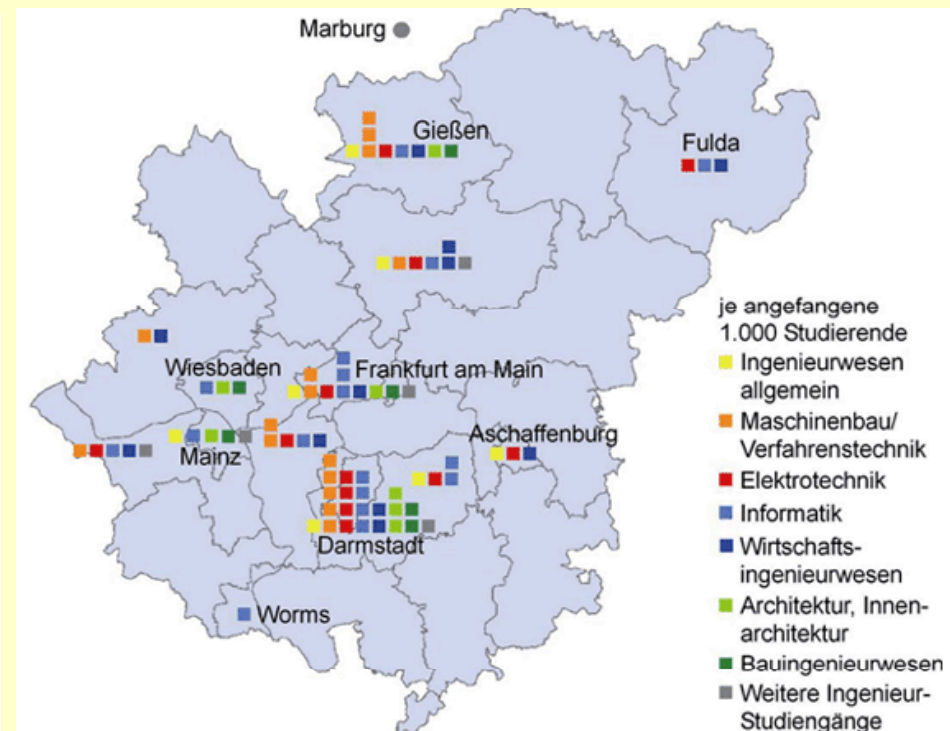 Marburg
Gießen
Fulda
Wiesbaden
Frankfurt am Main
Mainz
Aschaffenburg
Darmstadt
Worms
je angefangene
1.000 Studierende
Ingenieurwesen
allgemein
Maschinenbau/
Verfahrenstechnik
Elektrotechnik
Informatik
Wirtschafts-
ingenieurwesen
Architektur, Innen-
architektur
Bauingenieurwesen
Weitere Ingenieur-
Studiengänge